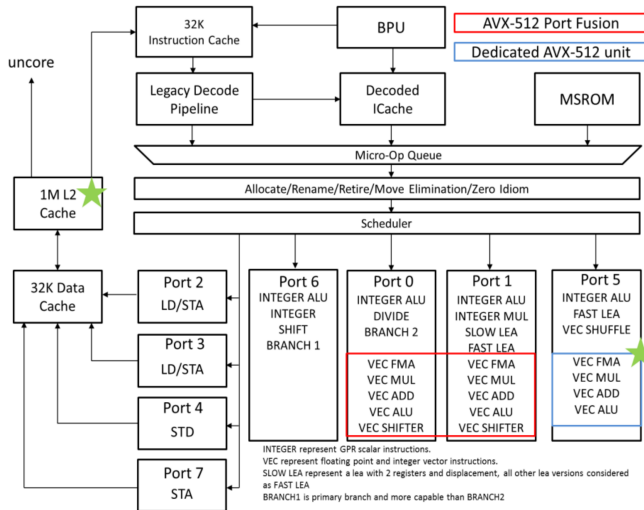 32K
Instruction Cache
BPU
AVX-512 Port Fusion
Dedicated AVX-512 unit
uncore
Legacy Decode
Pipeline
Decoded
ICache
MSROM
Micro-Op Queue
1M L2
Cache
Allocate/Rename/Retire/Move Elimination/Zero Idiom
Scheduler
32K Data
Cache
Port 2
LD/STA
Port 3
LD/STA
Port 4
STD
Port 7
STA
Port 6
INTEGER ALU
INTEGER
SHIFT
BRANCH 1
Port 0
INTEGER ALU
DIVIDE
BRANCH 2
VEC FMA
VEC MUL
VEC ADD
VEC ALU
VEC SHIFTER
Port 1
INTEGER ALU
INTEGER MUL
SLOW LEA
FAST LEA
VEC FMA
VEC MUL
VEC ADD
VEC ALU
VEC SHIFTER
Port 5
INTEGER ALU
FAST LEA
VEC SHUFFLE
VEC FMA
VEC MUL
VEC ADD
VEC ALU
INTEGER represent GPR scalar instructions.
VEC represent floating point and integer vector instructions.
SLOW LEA represent a lea with 2 registers and displacement, all other lea versions considered
as FAST LEA
BRANCH1 is primary branch and more capable than BRANCH2